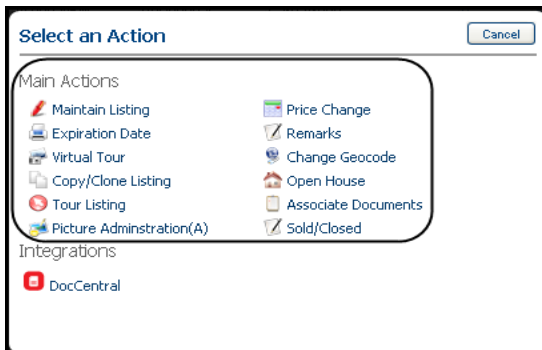 Select an Action
Cancel
Main Actions
Maintain Listing
Price Change
Expiration Date
Remarks
Virtual Tour
Change Geocode
Copy/Clone Listing
Open House
Tour Listing
Associate Documents
Picture Adminstration(A)
Sold/Closed
Integrations
DocCentral